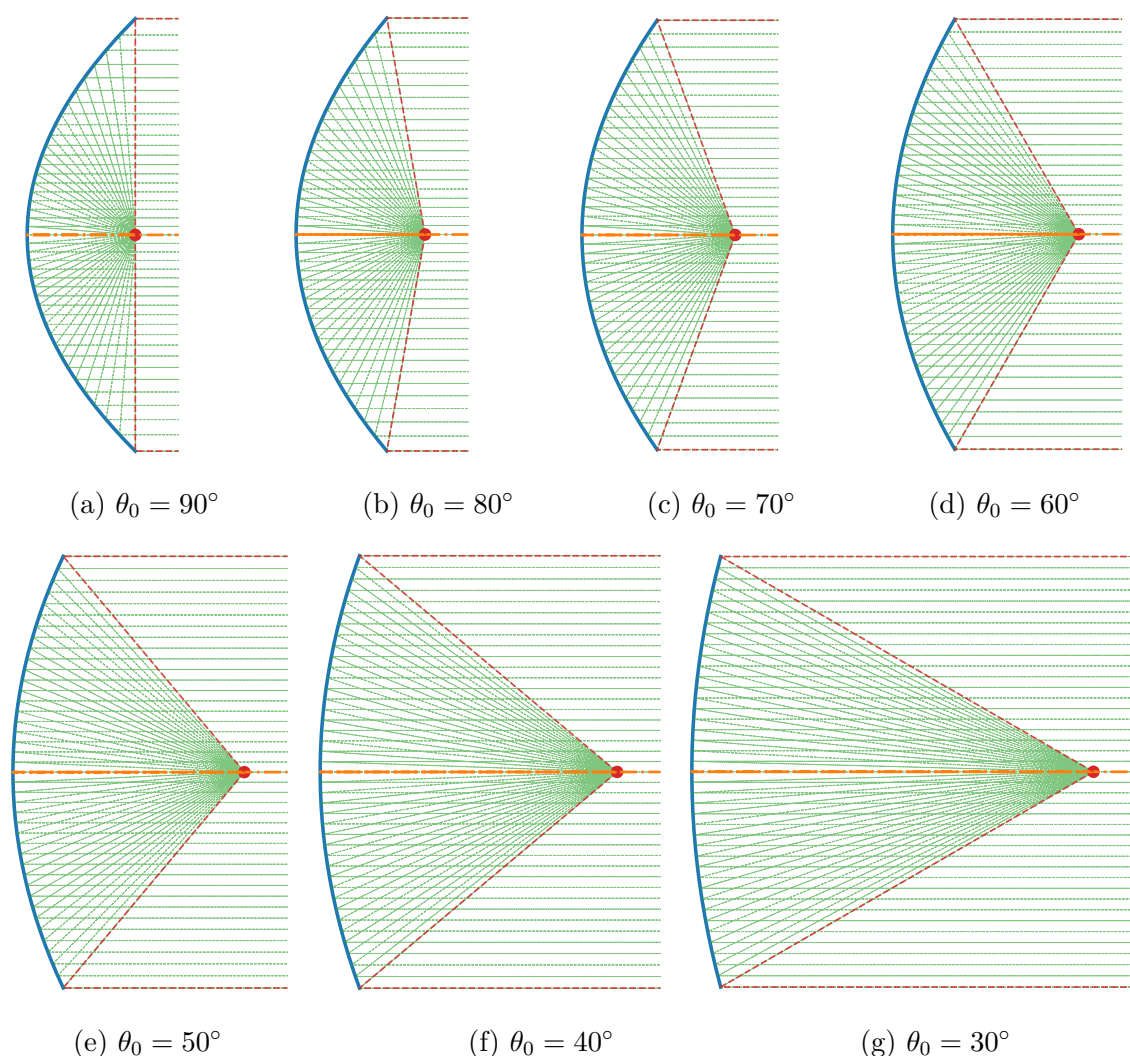 (a) θ₀ = 90°
(b) θ₀ = 80°
(c) θ₀ = 70°
(d) θ₀ = 60°
(e) θ₀ = 50°
(f) θ₀ = 40°
(g) θ₀ = 30°